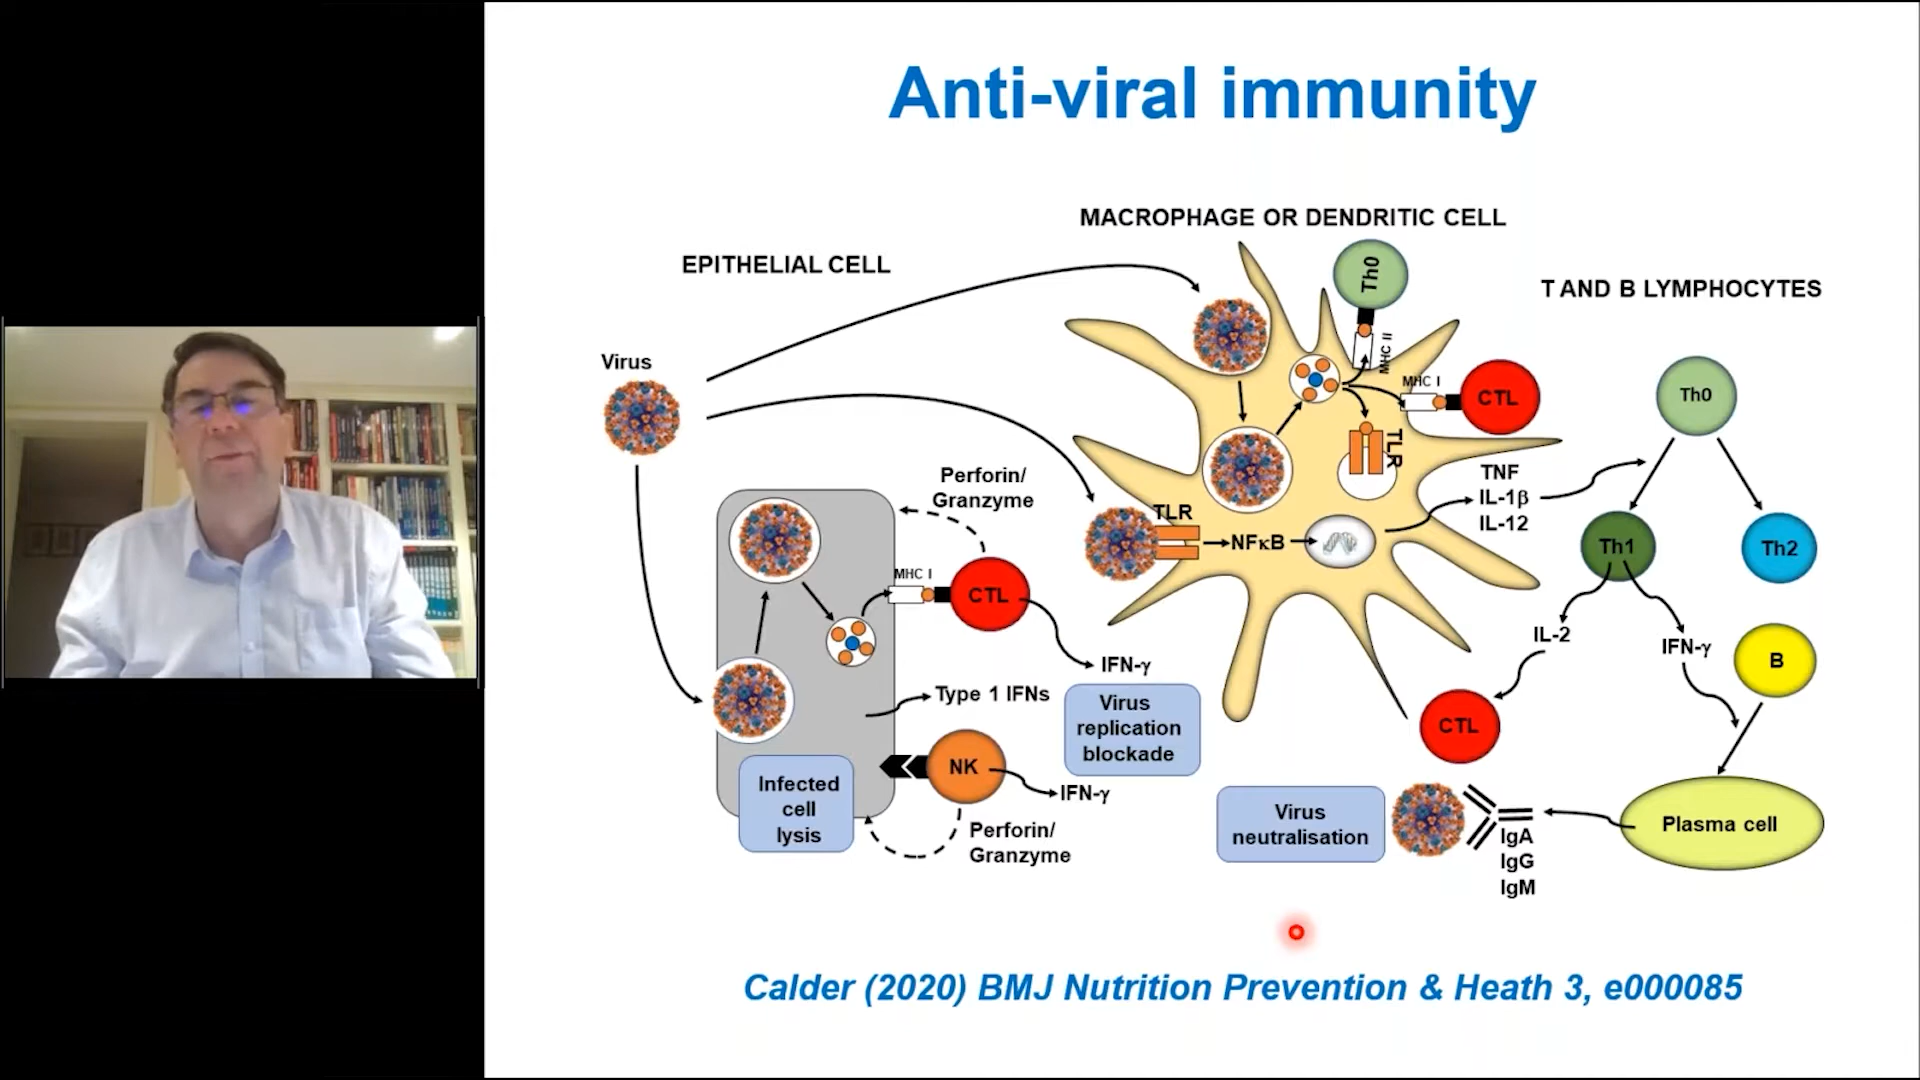 Anti-viral immunity
MACROPHAGE OR DENDRITIC CELL
EPITHELIAL CELL
T AND B LYMPHOCYTES
Virus
Th0
MHC II
MHC I
CTL
TLR
Th0
TNF
IL-1β
IL-12
Perforin/
Granzyme
TLR
NFκB
Th1
Th2
MHC I
CTL
IL-2
IFN-γ
B
IFN-γ
Type 1 IFNs
Virus
replication
blockade
CTL
NK
IFN-γ
Infected
cell
lysis
Perforin/
Granzyme
Virus
neutralisation
IgA
IgG
IgM
Plasma cell
Calder (2020) BMJ Nutrition Prevention & Heath 3, e000085